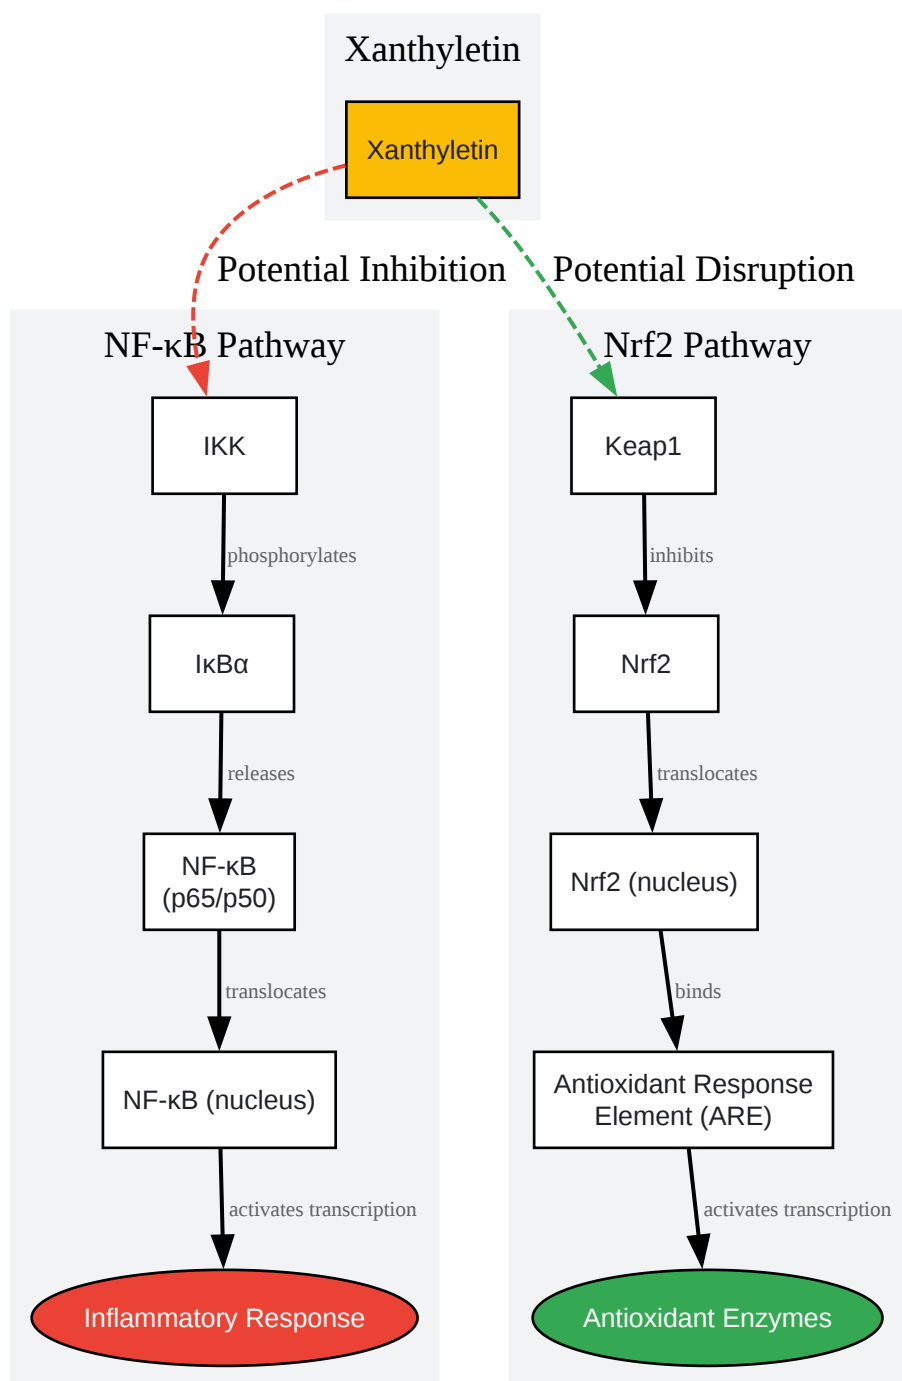 Xanthyletin
Xanthyletin
Potential Inhibition
Potential Disruption
NF-κB Pathway
IKK
phosphorylates
IκBα
releases
NF-κB
(p65/p50)
translocates
NF-κB (nucleus)
activates transcription
Inflammatory Response
Nrf2 Pathway
Keap1
inhibits
Nrf2
translocates
Nrf2 (nucleus)
binds
Antioxidant Response
Element (ARE)
activates transcription
Antioxidant Enzymes